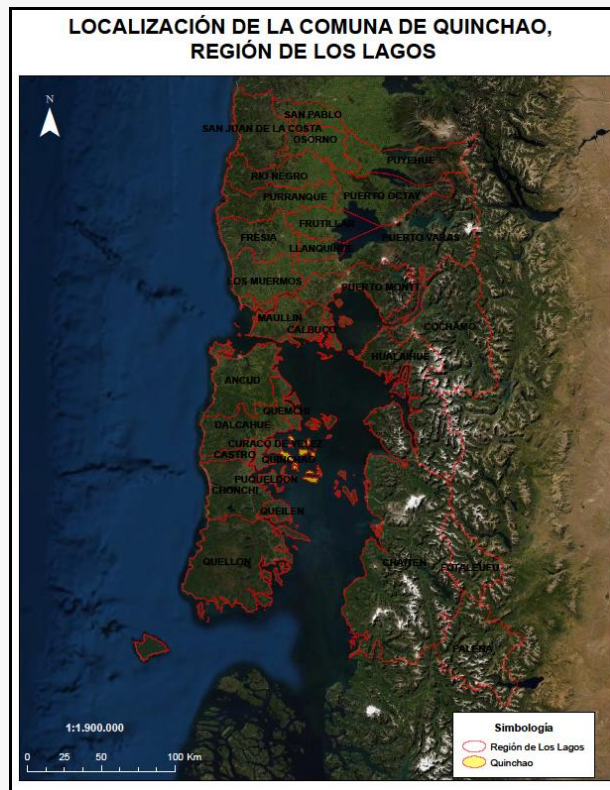 LOCALIZACIÓN DE LA COMUNA DE QUINCHAO,
REGIÓN DE LOS LAGOS
N
SAN PABLO
SAN JUAN DE LA COSTA
OSORNO
PUYEHUE
RIO NEGRO
PURRANQUE
PUERTO OCTAY
FRUTILLAR
FRESIA
PUERTO VARAS
LLANQUIHUE
LOS MUERMOS
PUERTO MONTT
MAULLIN
CALBUCO
COCHAMO
HUALAIHUE
ANCUD
QUEMCHI
DALCAHUE
CURACO DE VELEZ
CASTRO
QUINCHAO
PUQUELDON
CHONCHI
QUEILEN
QUELLON
CHAITEN
FUTALEUFU
PALENA
1:1.900.000
0 25 50 100 Km
Simbología
Región de Los Lagos
Quinchao